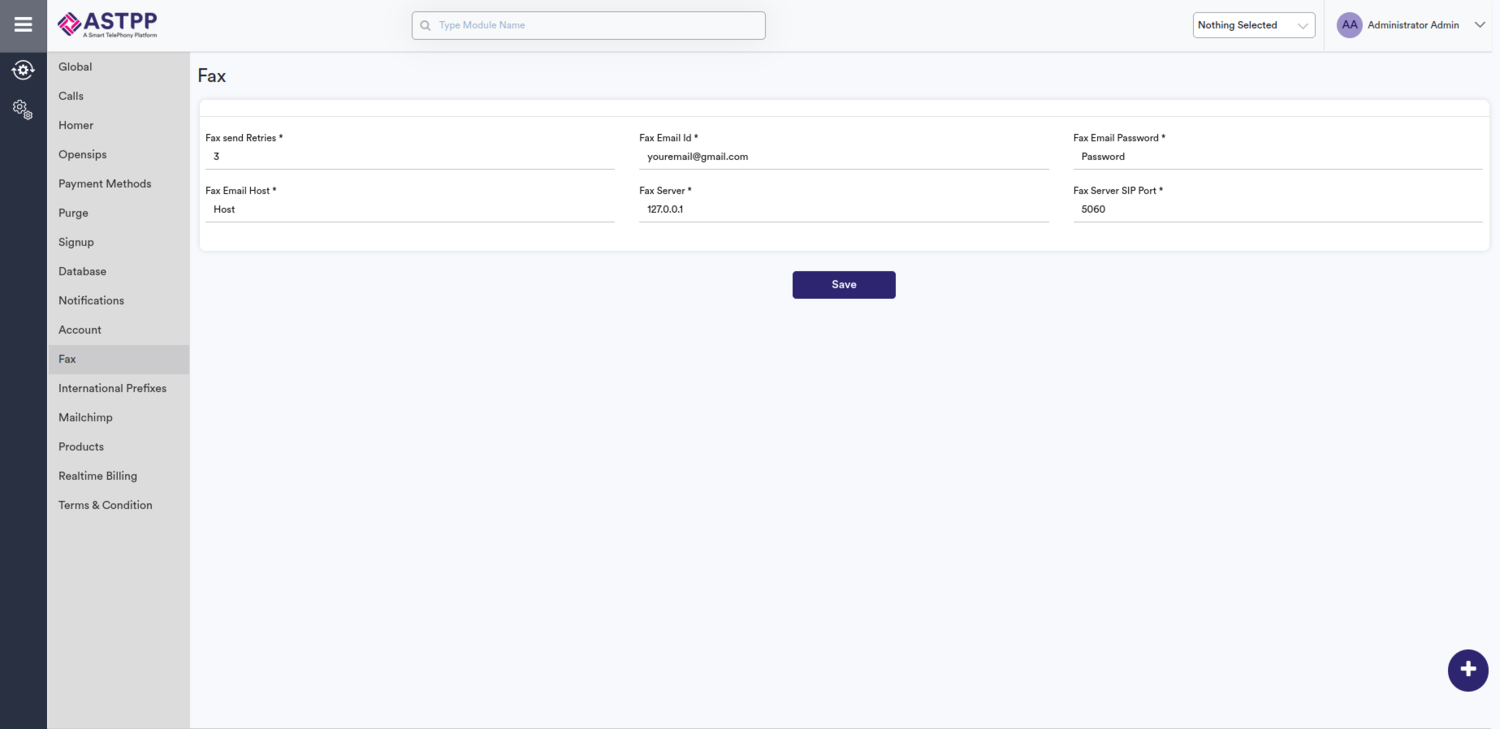 ASTPP
A Smart TelePhony Platform
Type Module Name
Nothing Selected
AA
Administrator Admin
Global
Calls
Homer
Opensips
Payment Methods
Purge
Signup
Database
Notifications
Account
Fax
International Prefixes
Mailchimp
Products
Realtime Billing
Terms & Condition
Fax
Fax send Retries *
3
Fax Email Id *
youremail@gmail.com
Fax Email Password *
Password
Fax Email Host *
Host
Fax Server *
127.0.0.1
Fax Server SIP Port *
5060
Save